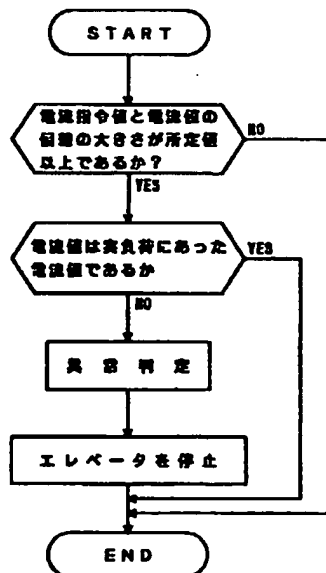 START
電流指令値と電流値の
偏差の大きさが所定値
以上であるか？
NO
YES
電流値は実負荷にあった
電流値であるか
YES
NO
異常判定
エレベータを停止
END